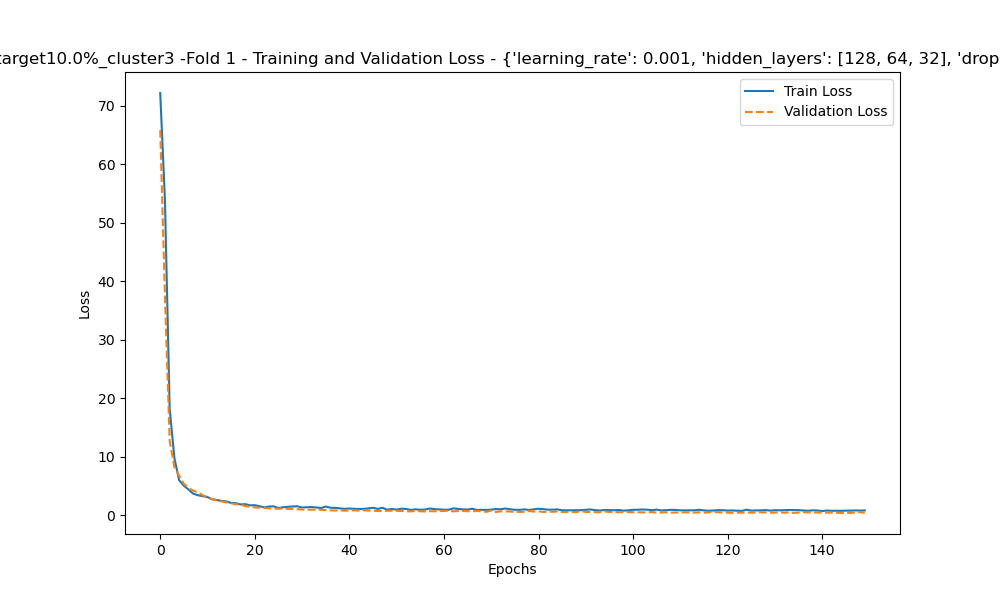 target10.0%_cluster3 -Fold 1 - Training and Validation Loss - {'learning_rate': 0.001, 'hidden_layers': [128, 64, 32], 'drop
Train Loss
Validation Loss
70
60
50
40
30
20
10
0
Loss
0 20 40 60 80 100 120 140
Epochs